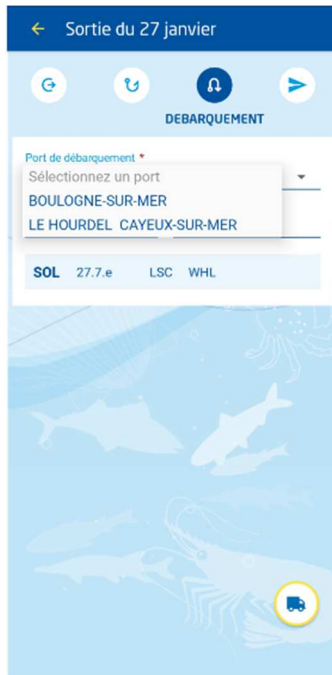 Sortie du 27 janvier
DEBARQUEMENT
Port de débarquement *
Sélectionnez un port
BOULOGNE-SUR-MER
LE HOURDEL CAYEUX-SUR-MER
SOL 27.7.e LSC WHL